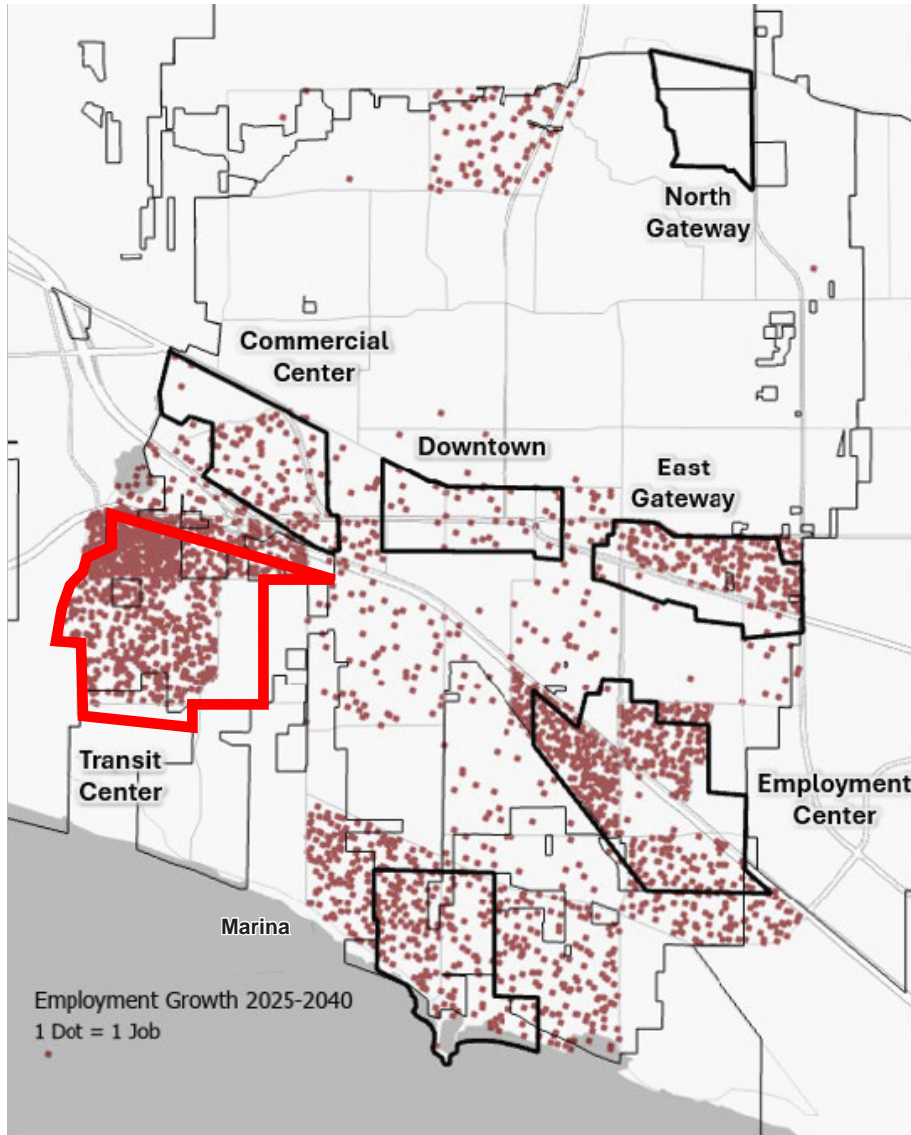 North
Gateway
Commercial
Center
Downtown
East
Gateway
Transit
Center
Employment
Center
Marina
Employment Growth 2025-2040
1 Dot = 1 Job